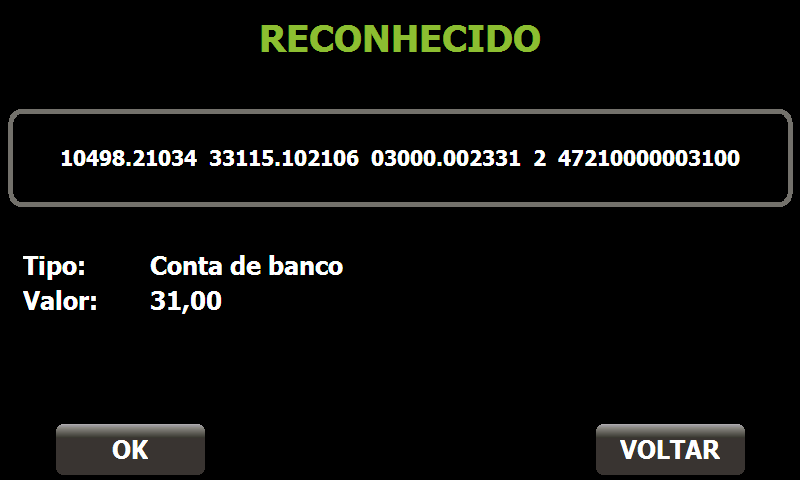 RECONHECIDO
10498.21034 33115.102106 03000.002331 2 47210000003100
Tipo: Conta de banco
Valor: 31,00
OK VOLTAR